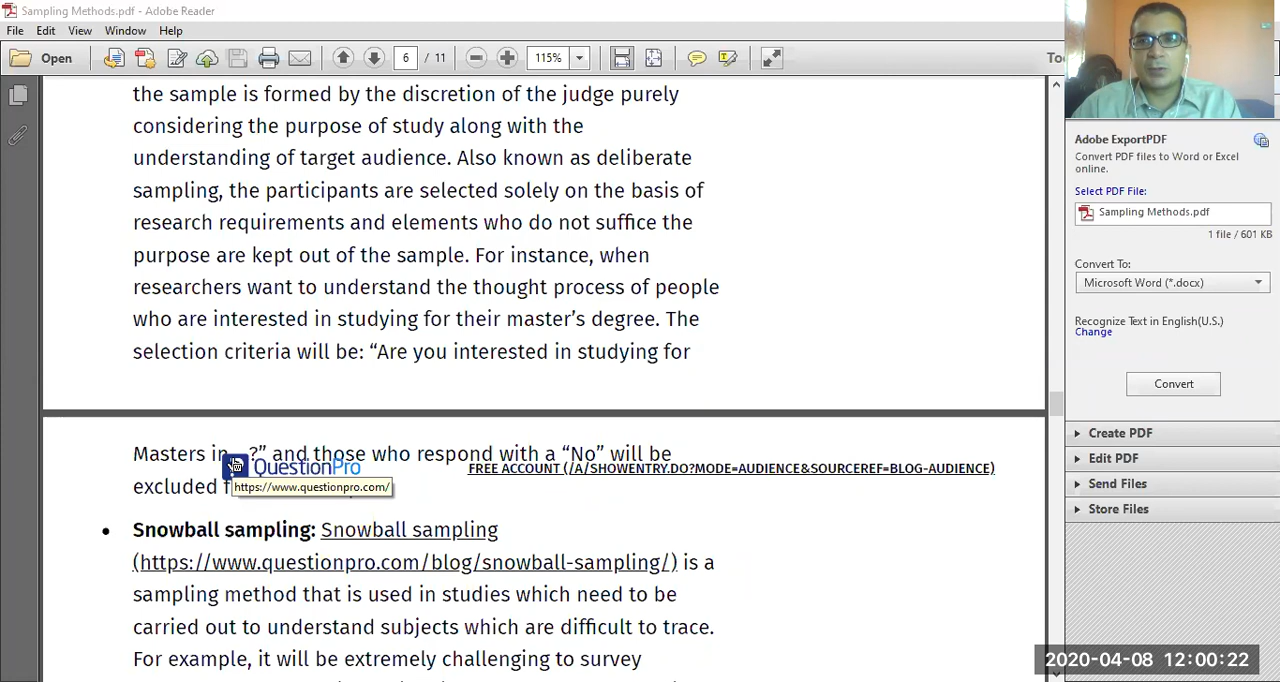 Sampling Methods.pdf - Adobe Reader
File Edit View Window Help
Open 6 / 11 115%
the sample is formed by the discretion of the judge purely
considering the purpose of study along with the
understanding of target audience. Also known as deliberate
sampling, the participants are selected solely on the basis of
research requirements and elements who do not suffice the
purpose are kept out of the sample. For instance, when
researchers want to understand the thought process of people
who are interested in studying for their master’s degree. The
selection criteria will be: “Are you interested in studying for
Masters in …?” and those who respond with a “No” will be
QuestionPro
FREE ACCOUNT (/A/SHOWENTRY.DO?MODE=AUDIENCE&SOURCEREF=BLOG-AUDIENCE)
excluded
https://www.questionpro.com/
• Snowball sampling: Snowball sampling
(https://www.questionpro.com/blog/snowball-sampling/) is a
sampling method that is used in studies which need to be
carried out to understand subjects which are difficult to trace.
For example, it will be extremely challenging to survey
Adobe ExportPDF
Convert PDF files to Word or Excel
online.
Select PDF File:
Sampling Methods.pdf
1 file / 601 KB
Convert To:
Microsoft Word (*.docx)
Recognize Text in English(U.S.)
Change
Convert
Create PDF
Edit PDF
Send Files
Store Files
2020-04-08 12:00:22